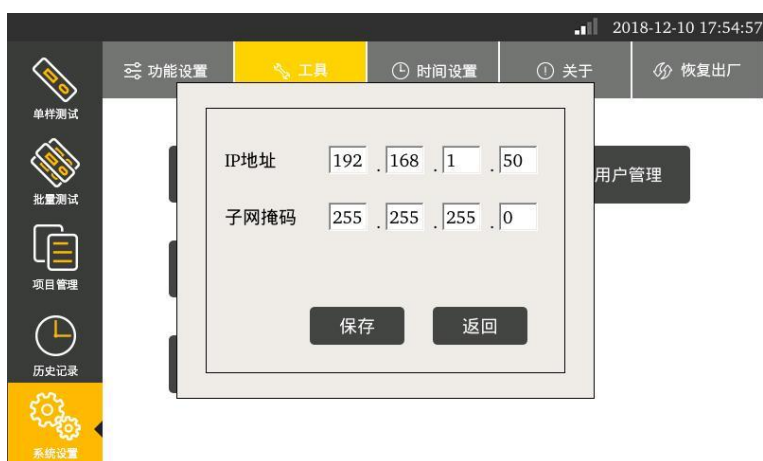 2018-12-10 17:54:57
功能设置 工具 时间设置 关于 恢复出厂
单样测试
批量测试
项目管理
历史记录
系统设置
IP地址 192 . 168 . 1 . 50
子网掩码 255 . 255 . 255 . 0
保存 返回
用户管理